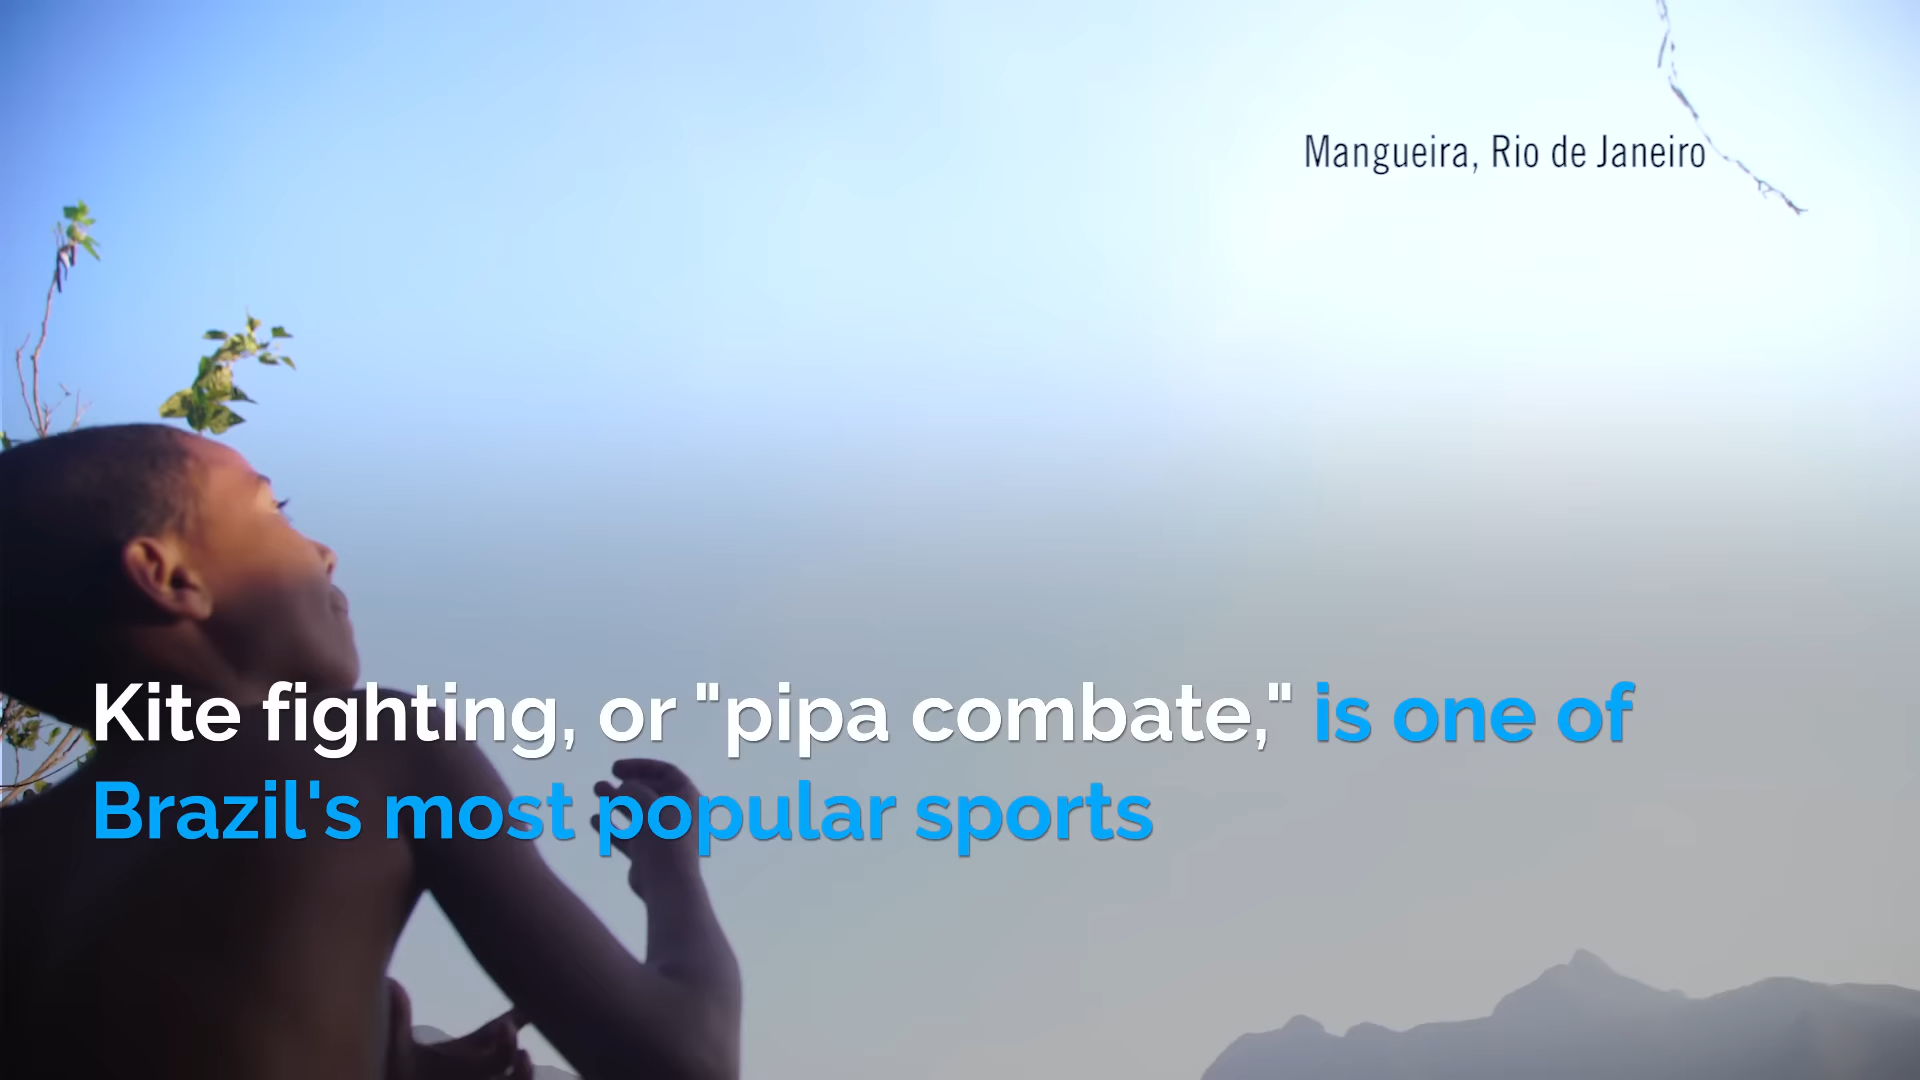 Mangueira, Rio de Janeiro
Kite fighting, or "pipa combate," is one of
Brazil's most popular sports